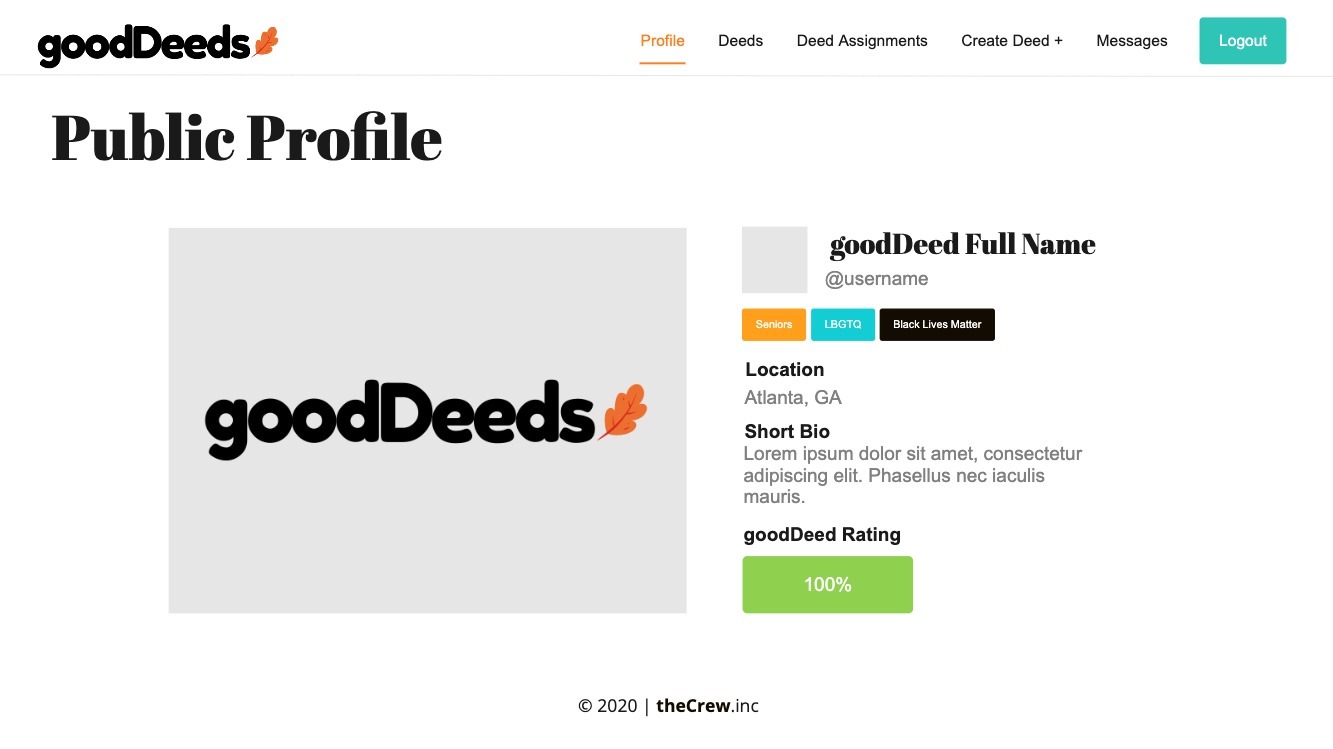 goodDeeds
Profile Deeds Deed Assignments Create Deed + Messages Logout
Public Profile
goodDeeds
goodDeed Full Name
@username
Seniors LBGTQ Black Lives Matter
Location
Atlanta, GA
Short Bio
Lorem ipsum dolor sit amet, consectetur
adipiscing elit. Phasellus nec iaculis
mauris.
goodDeed Rating
100%
© 2020 | theCrew.inc